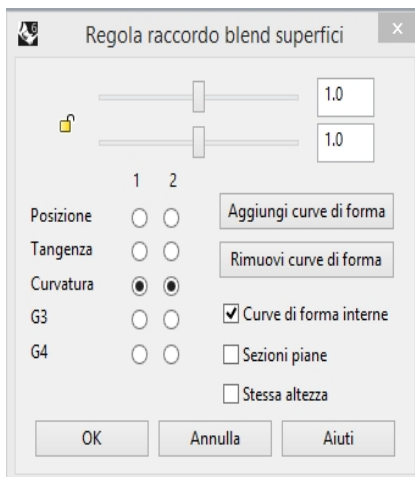 Regola raccordo blend superfici
1.0
1.0
1 2
Posizione
Aggiungi curve di forma
Tangenza
Rimuovi curve di forma
Curvatura
G3
Curve di forma interne
G4
Sezioni piane
Stessa altezza
OK Annulla Aiuti